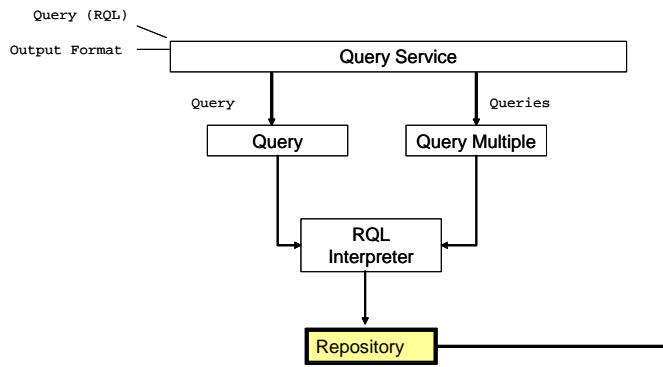 Query (RQL)
Output Format
Query Service
Query
Queries
Query
Query Multiple
RQL
Interpreter
Repository